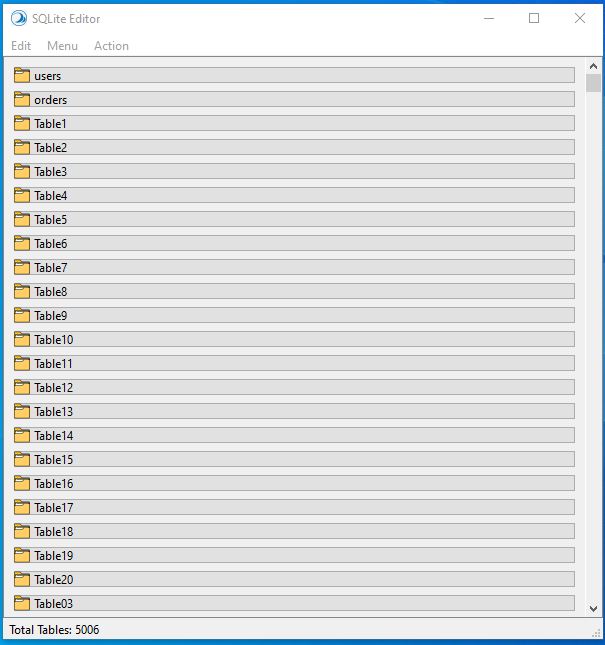 SQLite Editor
Edit Menu Action
users
orders
Table1
Table2
Table3
Table4
Table5
Table6
Table7
Table8
Table9
Table10
Table11
Table12
Table13
Table14
Table15
Table16
Table17
Table18
Table19
Table20
Table03
Total Tables: 5006